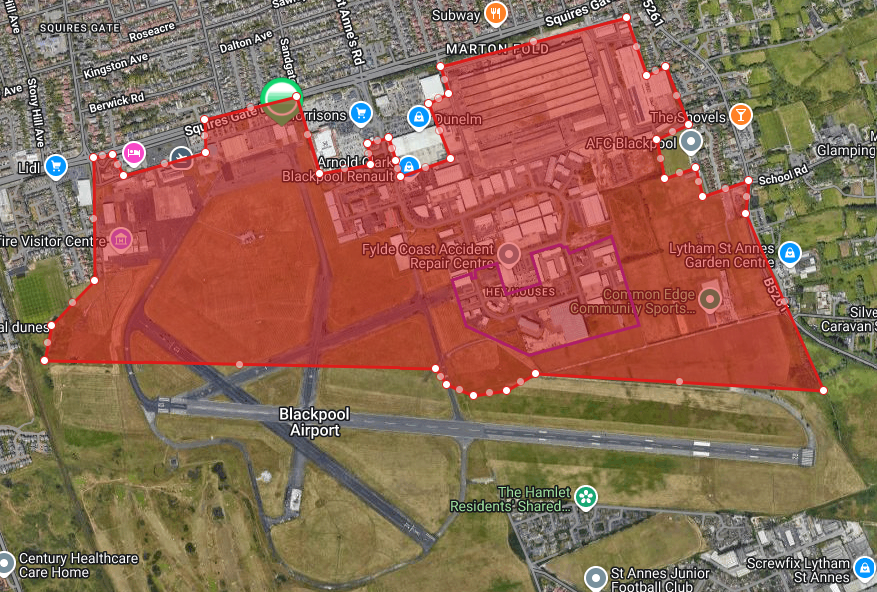 Subway
Squires Gate
B5261
SQUIRES GATE
Roseacre
Dalton Ave
Kingston Ave
Berwick Rd
Stony Hill Ave
Ave
Sandga
St Anne's Rd
MARTON FOLD
Squires Gate
Morrisons
Dunelm
The Shovels
AFC Blackpool
Glamping
Lidl
Arnold Clark
Blackpool Renault
School Rd
fire Visitor Centre
Fylde Coast Accident
Repair Centre
Lytham St Annes
Garden Centre
HEYHOUSES
Common Edge
Community Sports...
B5261
Silve
Caravan S
al dunes
Blackpool
Airport
The Hamlet
Residents' Shared...
Century Healthcare
Care Home
St Annes Junior
Football Club
Screwfix Lytham
St Annes